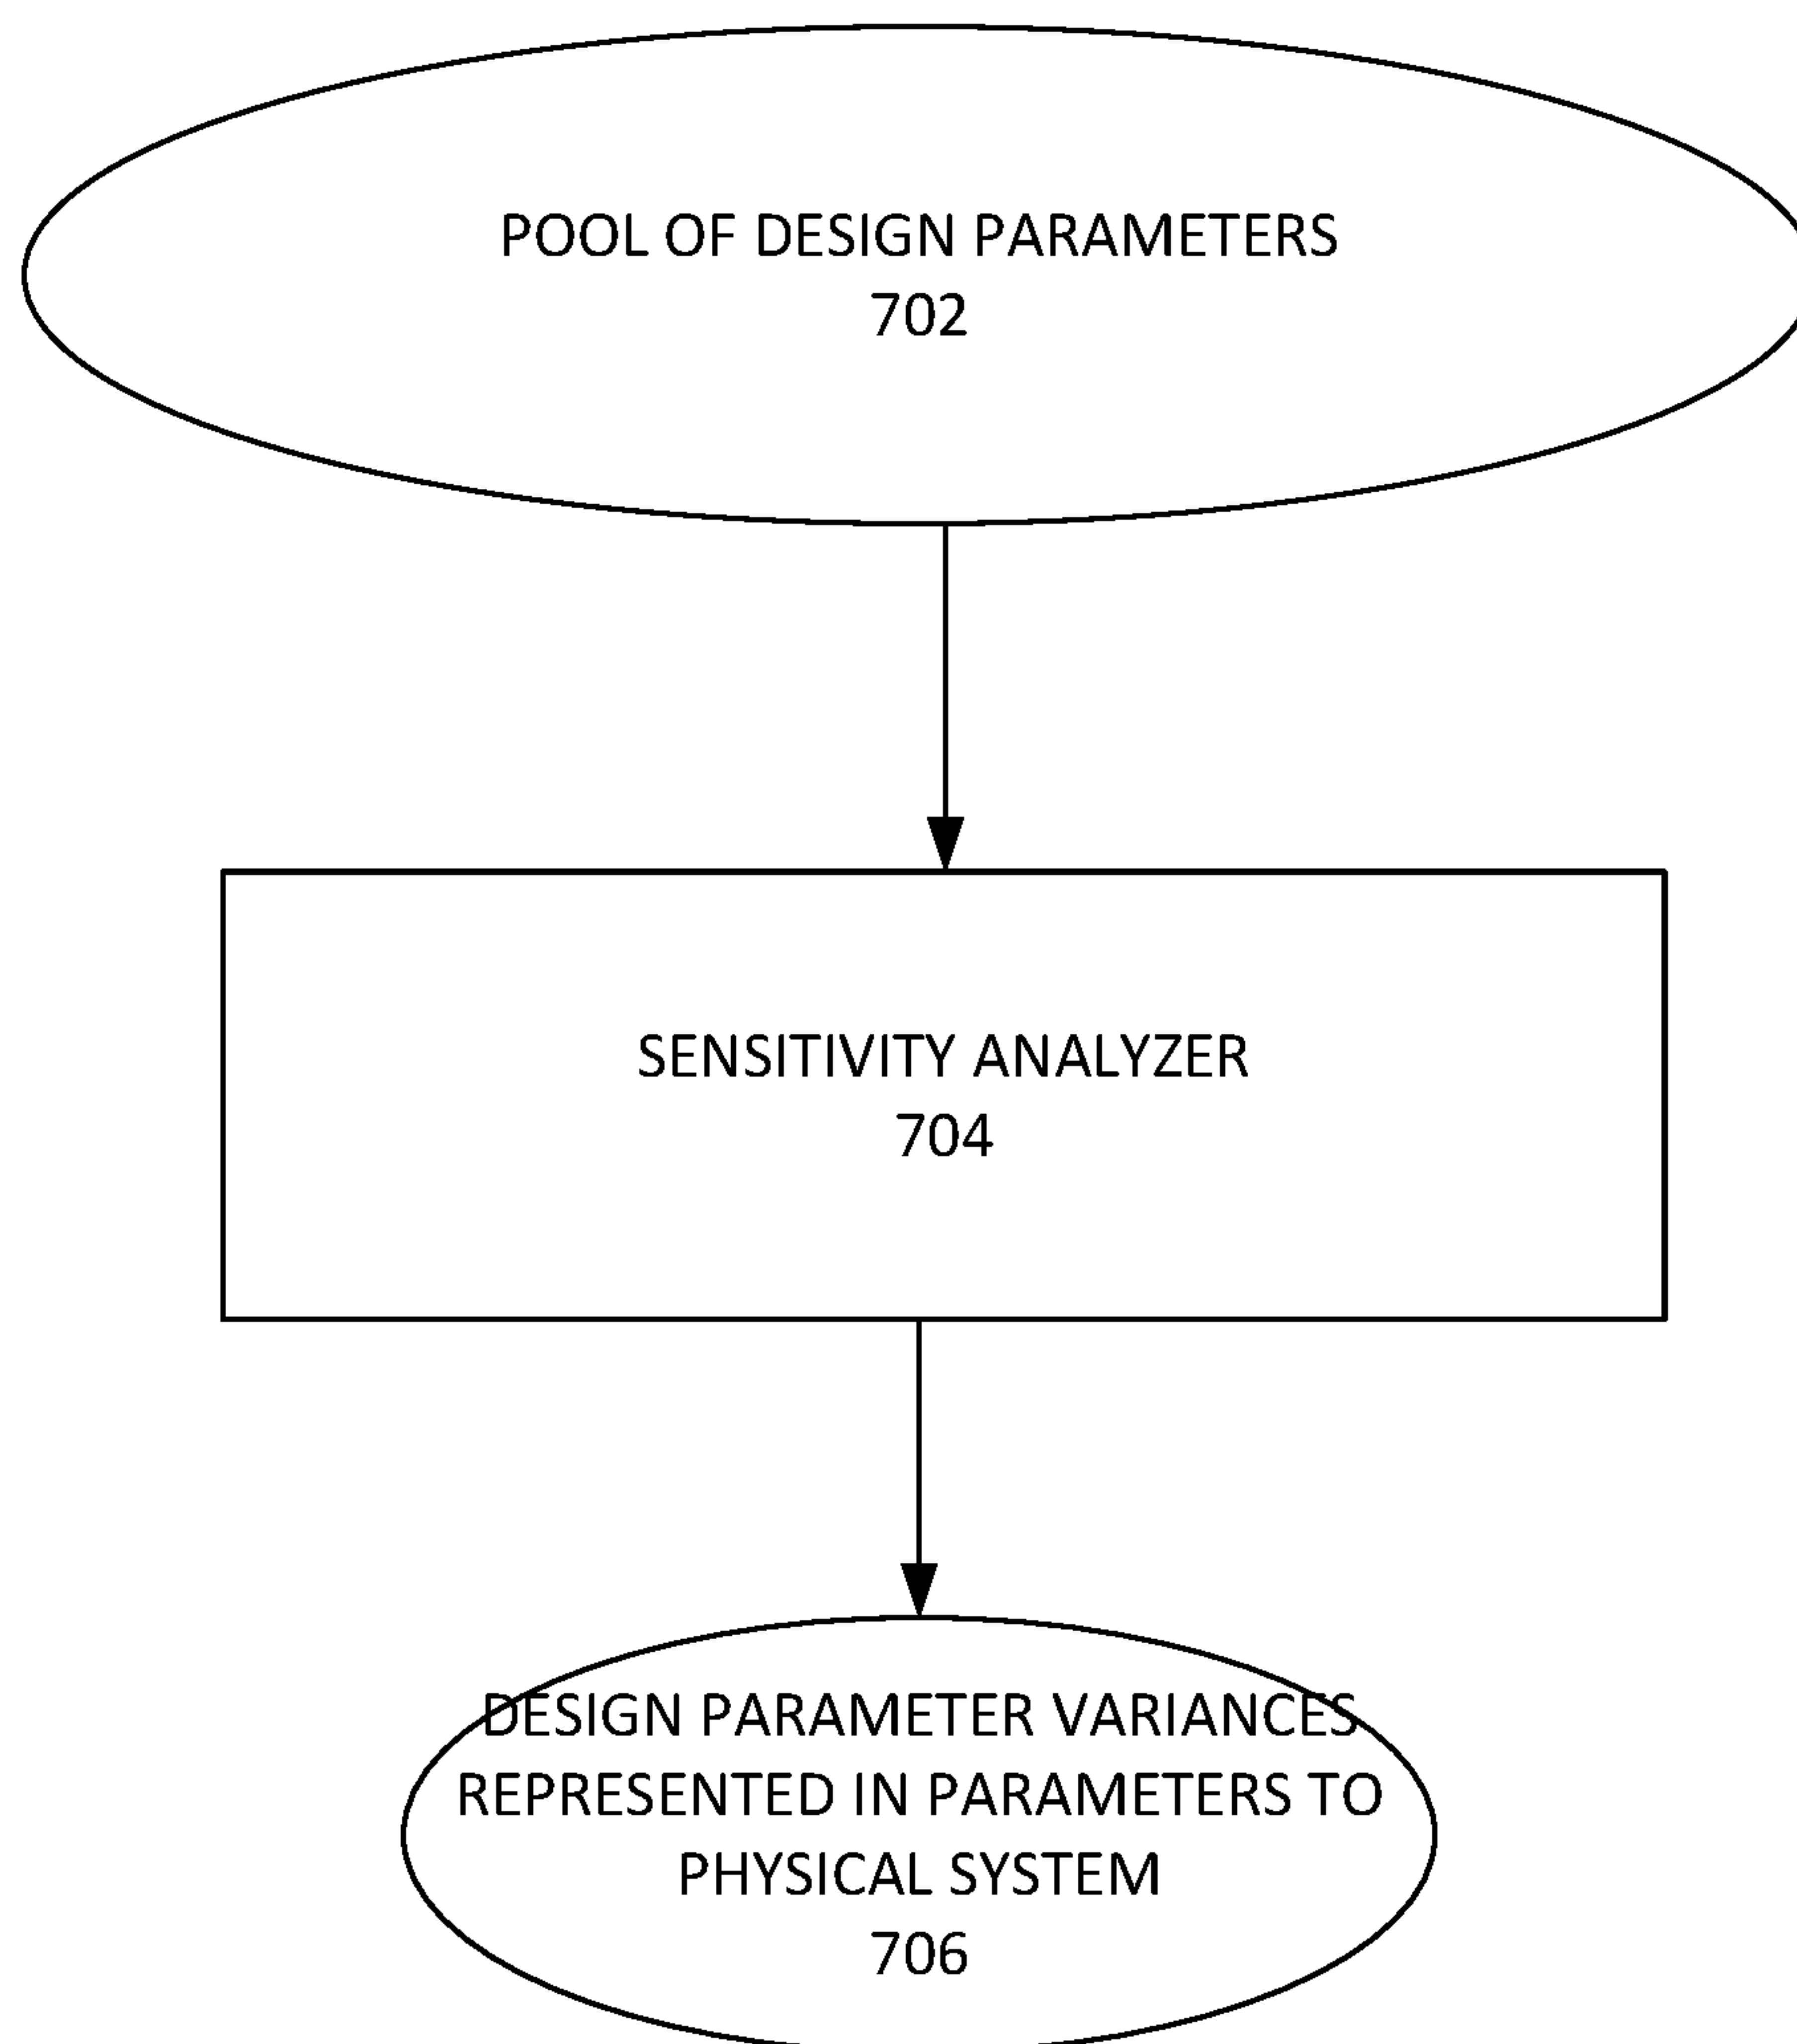 POOL OF DESIGN PARAMETERS
702
SENSITIVITY ANALYZER
704
DESIGN PARAMETER VARIANCES
REPRESENTED IN PARAMETERS TO
PHYSICAL SYSTEM
706